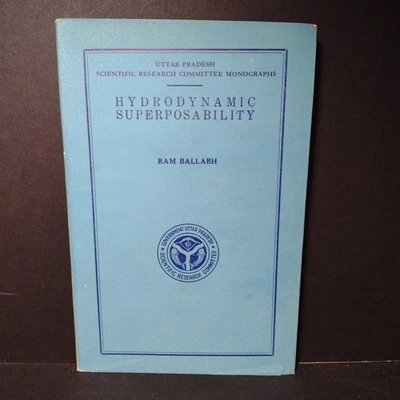 UTTAR PRADESH
SCIENTIFIC RESEARCH COMMITTEE MONOGRAPHS
HYDRODYNAMIC
SUPERPOSABILITY
RAM BALLABH
GOVERNMENT UTTAR PRADESH
SCIENTIFIC RESEARCH COMMITTEE